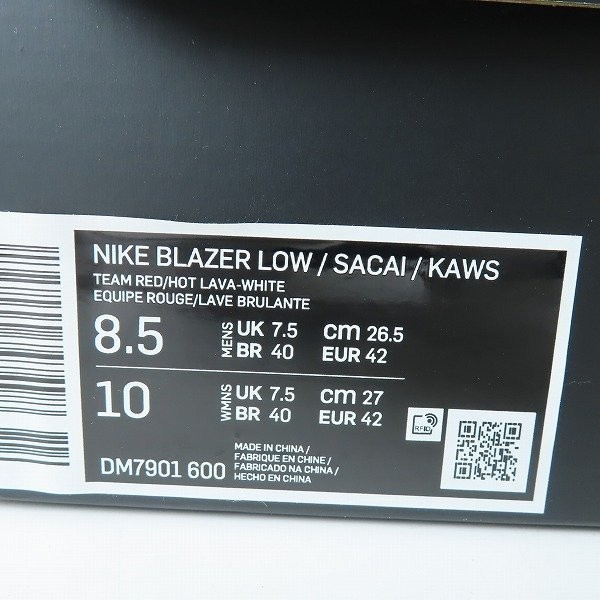 NIKE BLAZER LOW / SACAI / KAWS
TEAM RED/HOT LAVA-WHITE
EQUIPE ROUGE/LAVE BRULANTE
8.5 MENS UK 7.5 cm 26.5
BR 40 EUR 42
10 WMNS UK 7.5 cm 27
BR 40 EUR 42
RFID
DM7901 600
MADE IN CHINA /
FABRIQUE EN CHINE /
FABRICADO NA CHINA /
HECHO EN CHINA